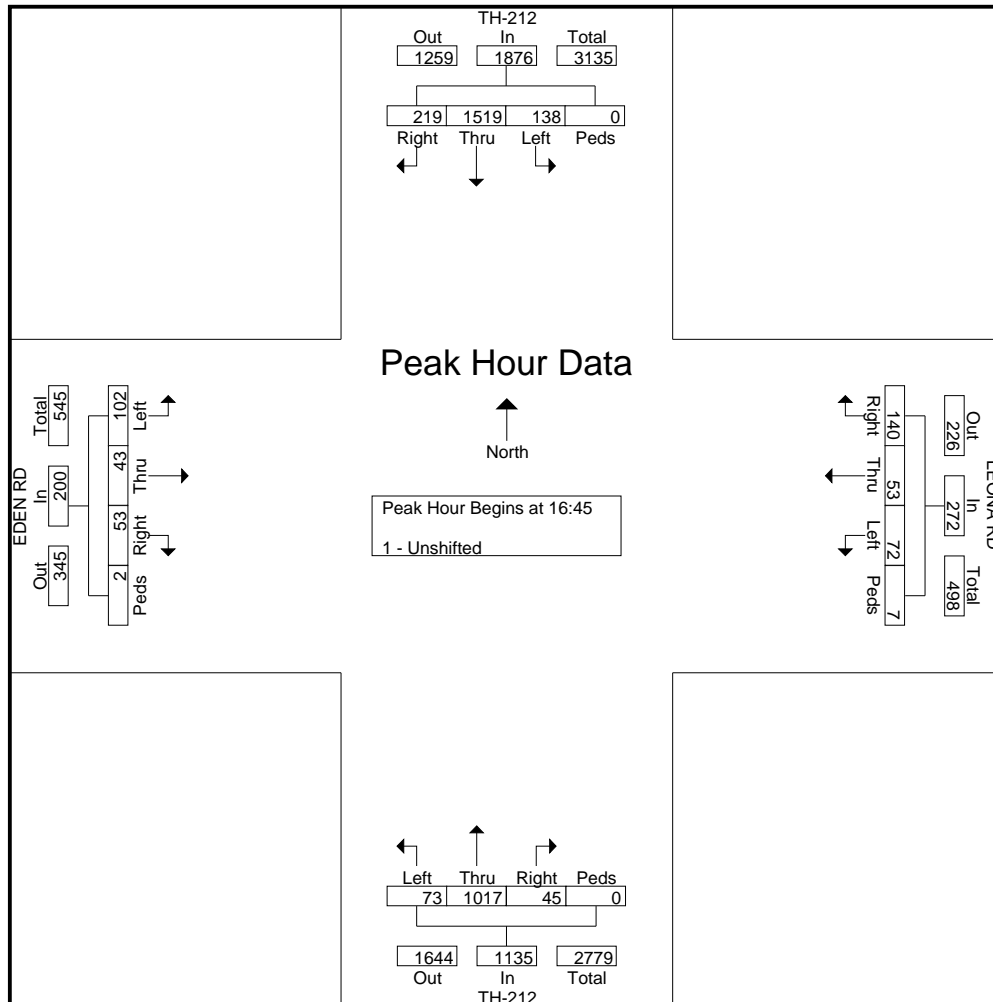 TH-212
Out In Total
1259 1876 3135
219 1519 138 0
Right Thru Left Peds
Peak Hour Data
North
Peak Hour Begins at 16:45
1 - Unshifted
EDEN RD
Total In Out
545 200 345
102 43 53 2
Left Thru Right Peds
Out In Total
226 272 498
Right Thru Left Peds
140 53 72 7
Left Thru Right Peds
73 1017 45 0
1644 1135 2779
Out In Total
TH-212